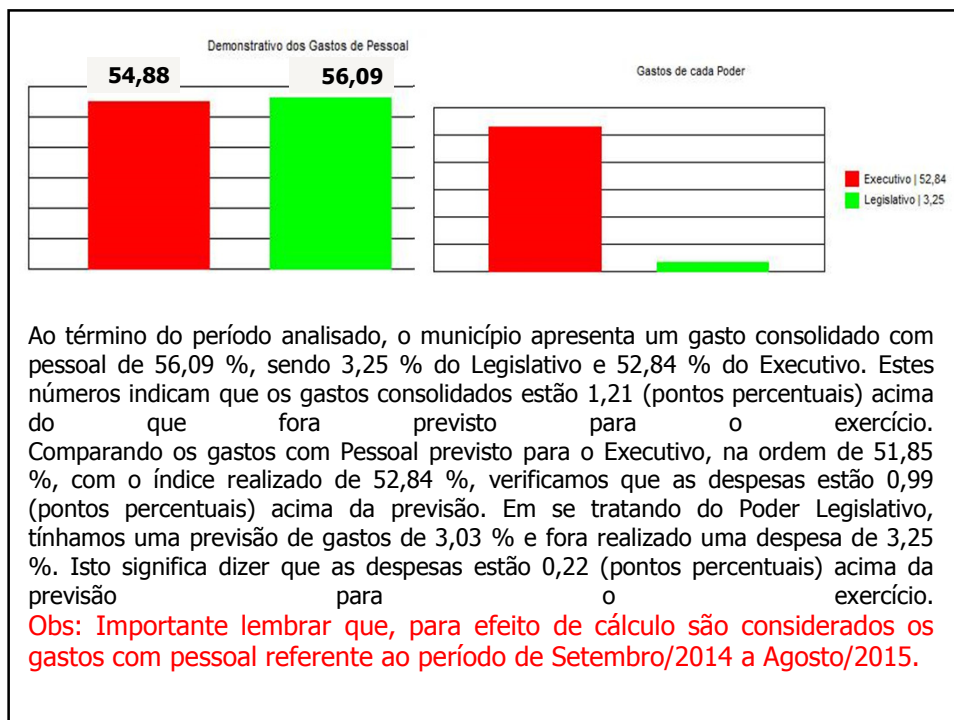 Demonstrativo dos Gastos de Pessoal
54,88
56,09
Gastos de cada Poder
Executivo | 52,84
Legislativo | 3,25
Ao término do período analisado, o município apresenta um gasto consolidado com
pessoal de 56,09 %, sendo 3,25 % do Legislativo e 52,84 % do Executivo. Estes
números indicam que os gastos consolidados estão 1,21 (pontos percentuais) acima
do que fora previsto para o exercício.
Comparando os gastos com Pessoal previsto para o Executivo, na ordem de 51,85
%, com o índice realizado de 52,84 %, verificamos que as despesas estão 0,99
(pontos percentuais) acima da previsão. Em se tratando do Poder Legislativo,
tínhamos uma previsão de gastos de 3,03 % e fora realizado uma despesa de 3,25
%. Isto significa dizer que as despesas estão 0,22 (pontos percentuais) acima da
previsão para o exercício.
Obs: Importante lembrar que, para efeito de cálculo são considerados os
gastos com pessoal referente ao período de Setembro/2014 a Agosto/2015.